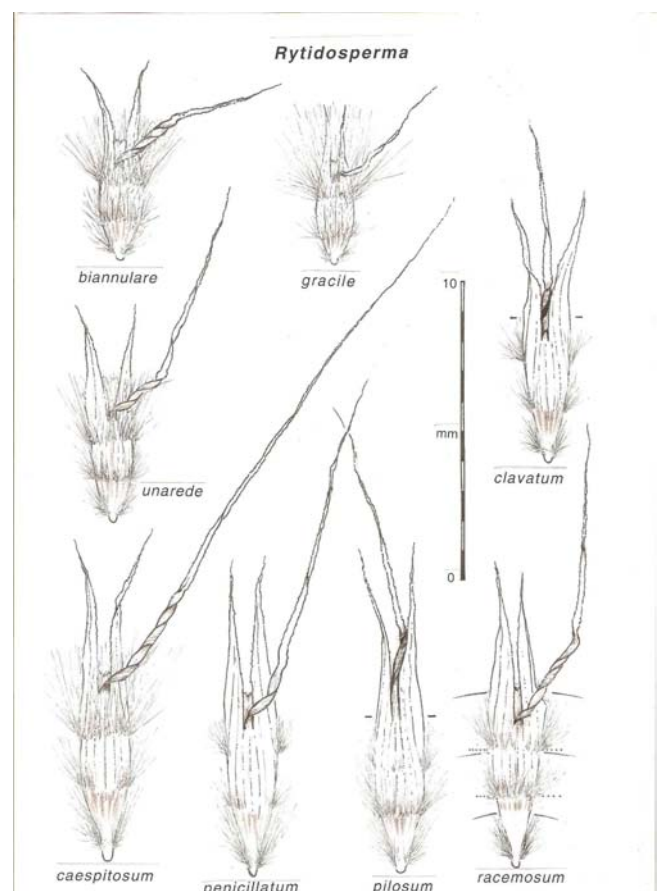 Rytidosperma
biannulare
gracile
10
mm
0
unarede
clavatum
caespitosum
penicillatum
pilosum
racemosum